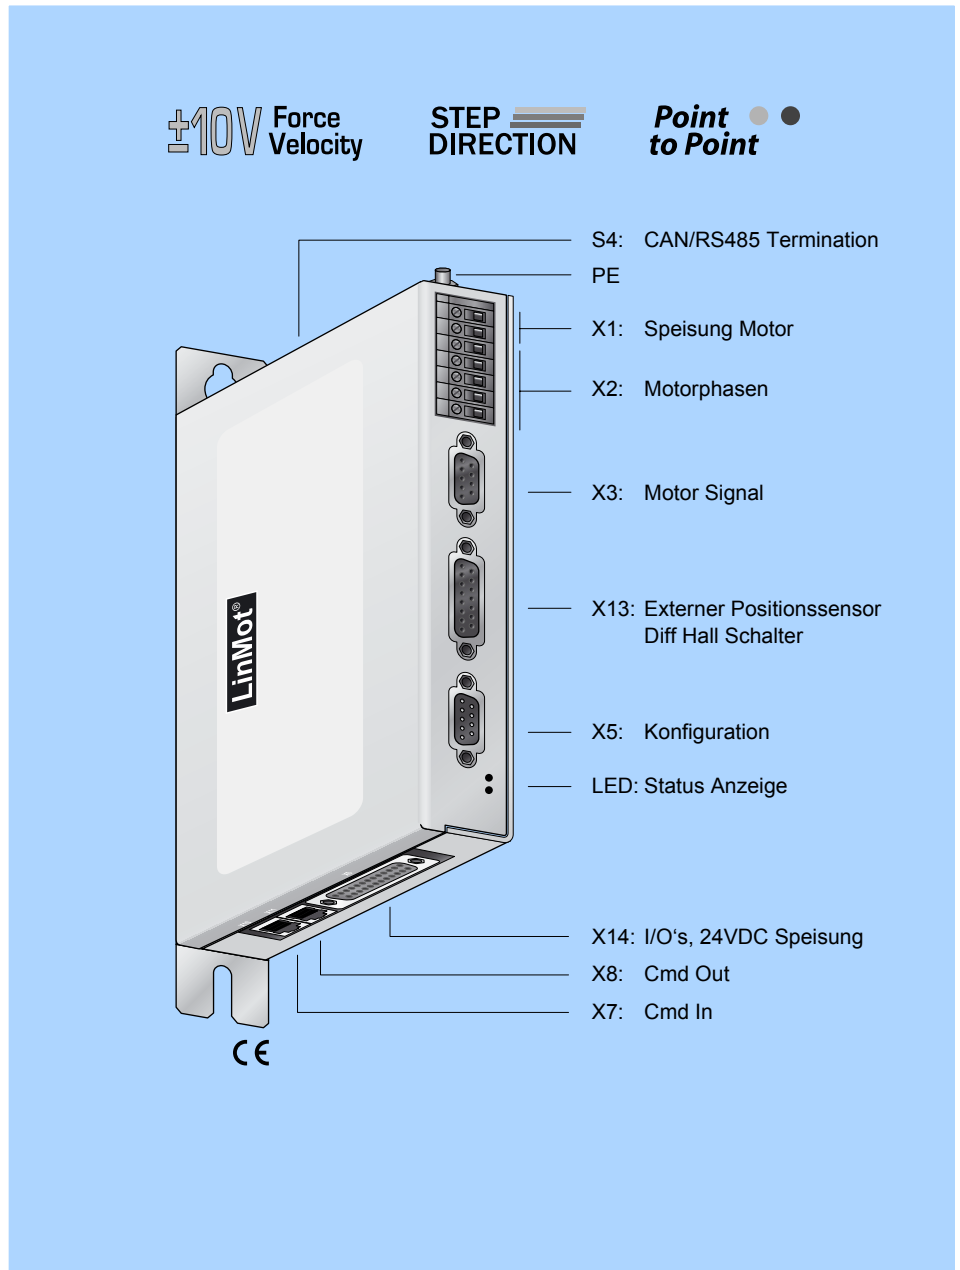 ±10V Force
Velocity
STEP
DIRECTION
Point
to Point
S4: CAN/RS485 Termination
PE
X1: Speisung Motor
X2: Motorphasen
X3: Motor Signal
X13: Externer Positionssensor
Diff Hall Schalter
X5: Konfiguration
LED: Status Anzeige
X14: I/O‘s, 24VDC Speisung
X8: Cmd Out
X7: Cmd In
LinMot®
CE